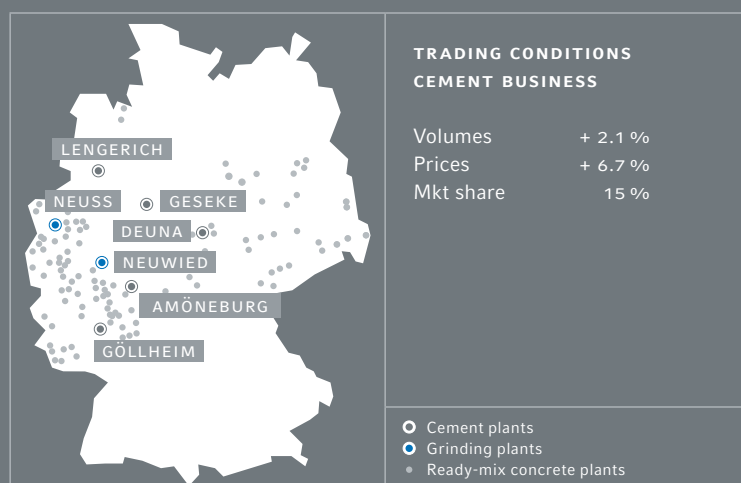 TRADING CONDITIONS
CEMENT BUSINESS
Volumes + 2.1 %
Prices + 6.7 %
Mkt share 15 %
LENGERICH
NEUSS
GESEKE
DEUNA
NEUWIED
AMÖNEBURG
GÖLLHEIM
Cement plants
Grinding plants
Ready-mix concrete plants